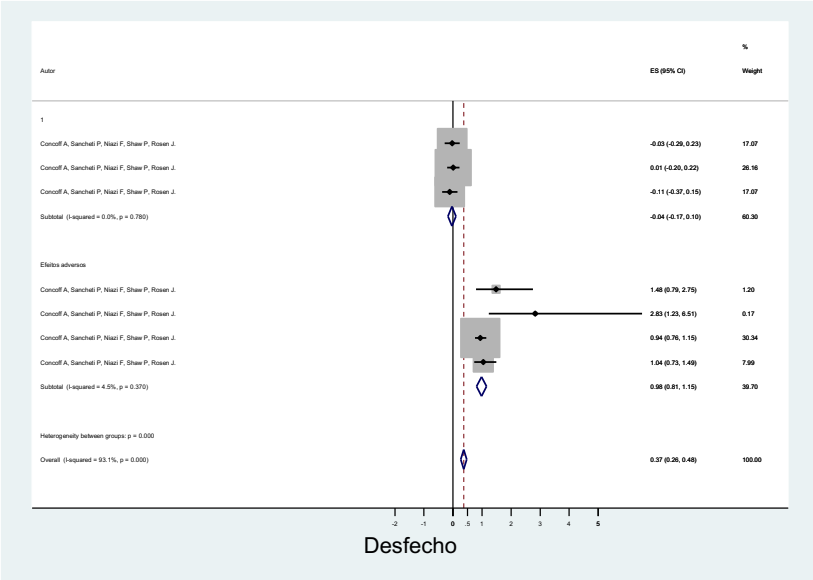 %
Autor ES (95% CI) Weight
1
Concoff A, Sancheti P, Niazi F, Shaw P, Rosen J. -0.03 (-0.29, 0.23) 17.07
Concoff A, Sancheti P, Niazi F, Shaw P, Rosen J. 0.01 (-0.20, 0.22) 26.16
Concoff A, Sancheti P, Niazi F, Shaw P, Rosen J. -0.11 (-0.37, 0.15) 17.07
Subtotal (I-squared = 0.0%, p = 0.780) -0.04 (-0.17, 0.10) 60.30
Efeitos adversos
Concoff A, Sancheti P, Niazi F, Shaw P, Rosen J. 1.48 (0.79, 2.75) 1.20
Concoff A, Sancheti P, Niazi F, Shaw P, Rosen J. 2.83 (1.23, 6.51) 0.17
Concoff A, Sancheti P, Niazi F, Shaw P, Rosen J. 0.94 (0.76, 1.15) 30.34
Concoff A, Sancheti P, Niazi F, Shaw P, Rosen J. 1.04 (0.73, 1.49) 7.99
Subtotal (I-squared = 4.5%, p = 0.370) 0.98 (0.81, 1.15) 39.70
Heterogeneity between groups: p = 0.000
Overall (I-squared = 93.1%, p = 0.000) 0.37 (0.26, 0.48) 100.00
-2 -1 0 .5 1 2 3 4 5
Desfecho